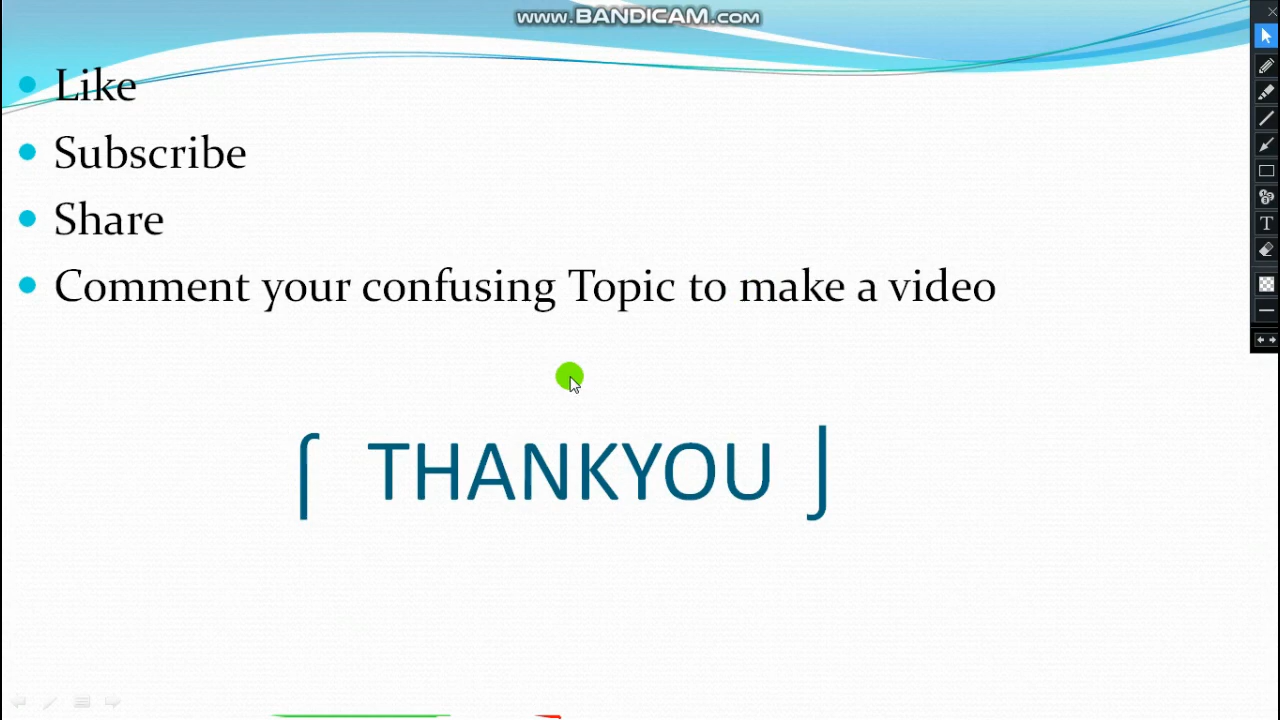 www.BANDICAM.com
Like
Subscribe
Share
Comment your confusing Topic to make a video
⌠ THANKYOU ⌡
T